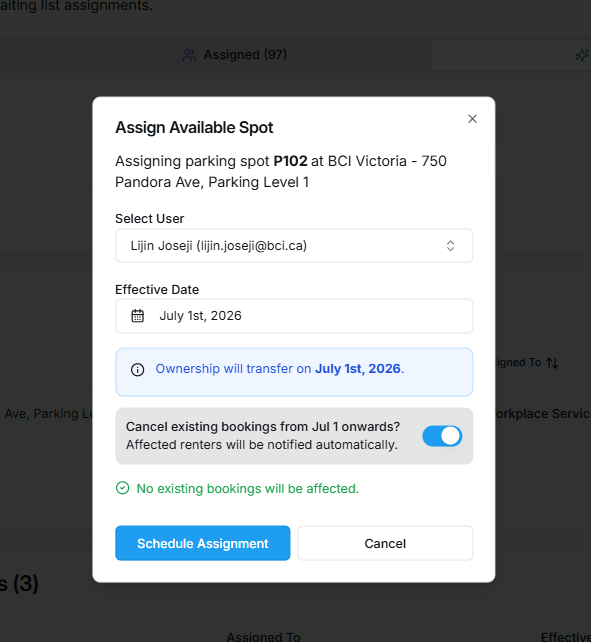 aiting list assignments.
Assigned (97)
Assign Available Spot
Assigning parking spot P102 at BCI Victoria - 750
Pandora Ave, Parking Level 1
Select User
Lijin Joseji (lijin.joseji@bci.ca)
Effective Date
July 1st, 2026
Ownership will transfer on July 1st, 2026.
igned To
Ave, Parking Le
orkplace Servic
Cancel existing bookings from Jul 1 onwards?
Affected renters will be notified automatically.
No existing bookings will be affected.
Schedule Assignment
Cancel
s (3)
Assigned To
Effective